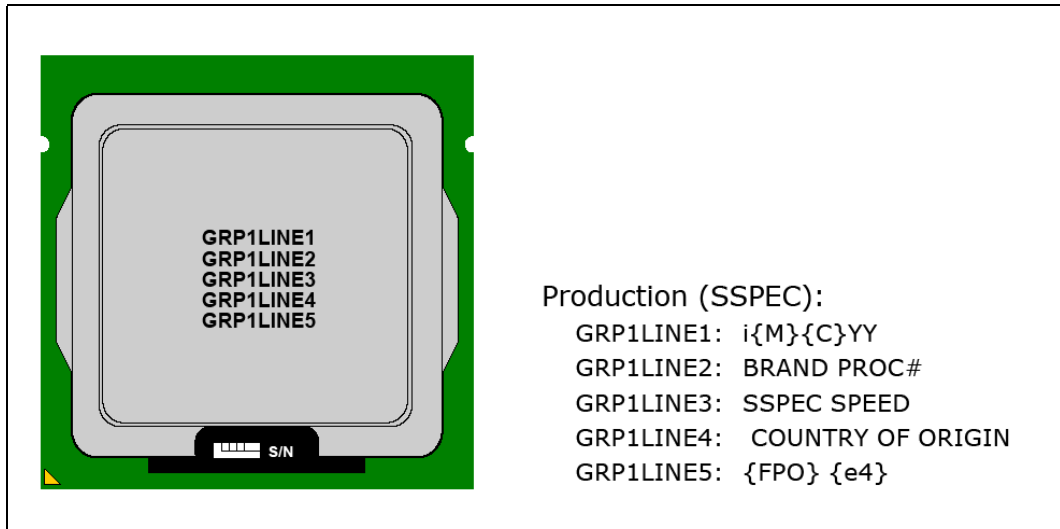 GRP1LINE1
GRP1LINE2
GRP1LINE3
GRP1LINE4
GRP1LINE5
S/N
Production (SSPEC):
GRP1LINE1: i{M}{C}YY
GRP1LINE2: BRAND PROC#
GRP1LINE3: SSPEC SPEED
GRP1LINE4: COUNTRY OF ORIGIN
GRP1LINE5: {FPO} {e4}